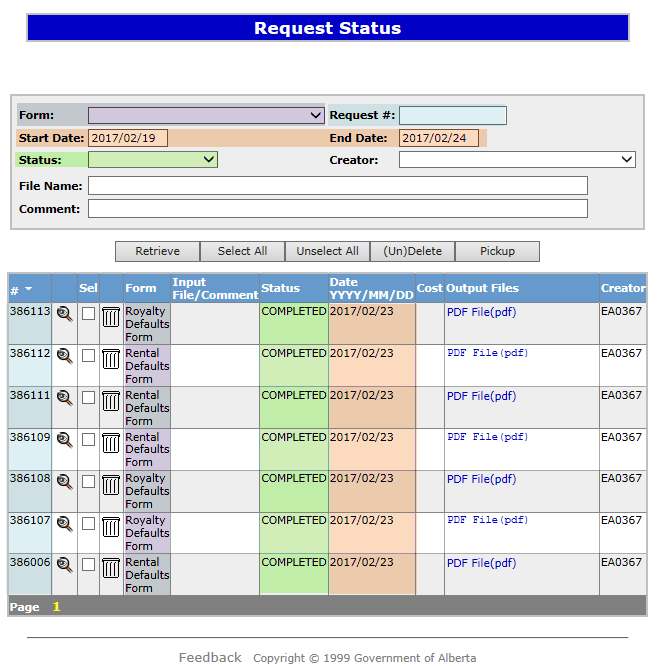 Request Status
Form: Request #:
Start Date: 2017/02/19 End Date: 2017/02/24
Status: Creator:
File Name:
Comment:
Retrieve Select All Unselect All (Un)Delete Pickup
# Sel Form Input File/Comment Status Date YYYY/MM/DD Cost Output Files Creator
386113 Royalty Defaults Form COMPLETED 2017/02/23 PDF File(pdf) EA0367
386112 Rental Defaults Form COMPLETED 2017/02/23 PDF File(pdf) EA0367
386111 Rental Defaults Form COMPLETED 2017/02/23 PDF File(pdf) EA0367
386109 Rental Defaults Form COMPLETED 2017/02/23 PDF File(pdf) EA0367
386108 Royalty Defaults Form COMPLETED 2017/02/23 PDF File(pdf) EA0367
386107 Royalty Defaults Form COMPLETED 2017/02/23 PDF File(pdf) EA0367
386006 Rental Defaults Form COMPLETED 2017/02/23 PDF File(pdf) EA0367
Page 1
Feedback Copyright © 1999 Government of Alberta